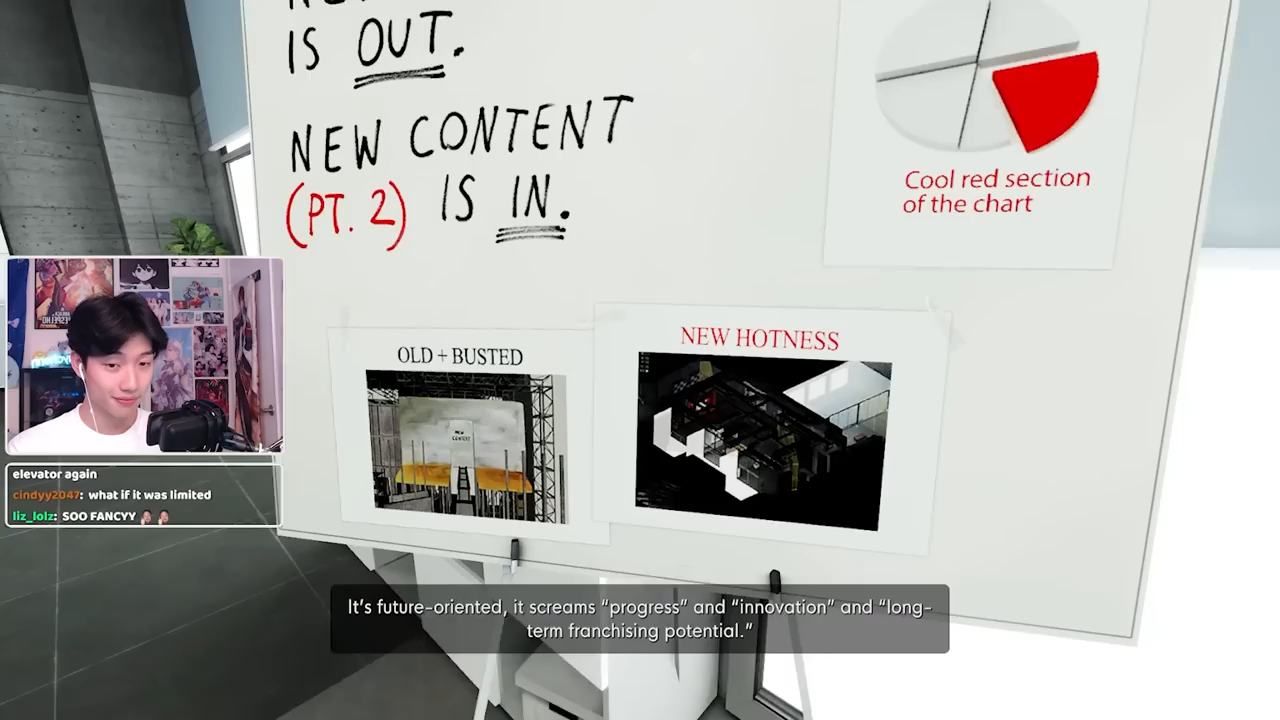 IS OUT.
NEW CONTENT
(PT. 2) IS IN.
Cool red section
of the chart
OLD + BUSTED
NEW HOTNESS
NEW
CONTENT
elevator again
cindyy2047: what if it was limited
liz_lolz: SOO FANCYY
It's future-oriented, it screams “progress” and “innovation” and “long-
term franchising potential.”